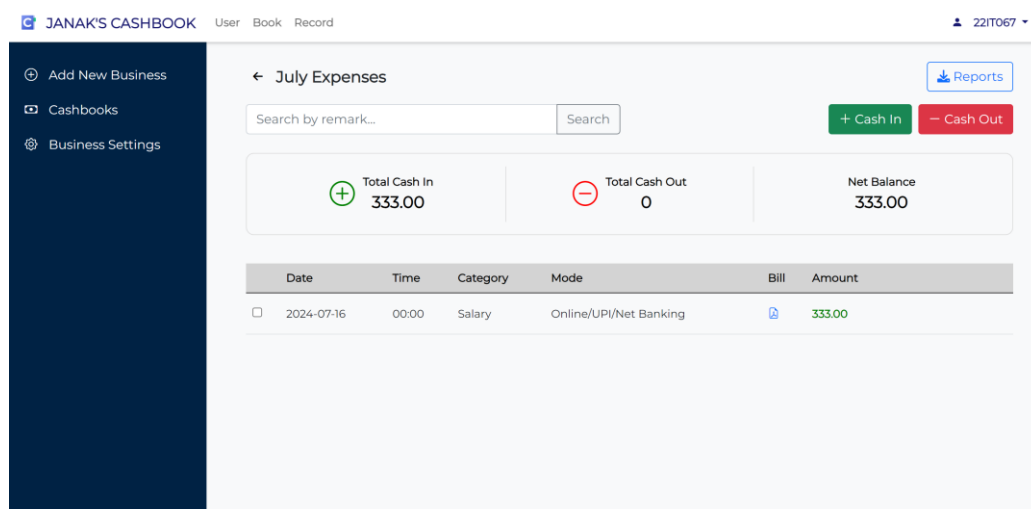 JANAK'S CASHBOOK User Book Record 22IT067
Add New Business
Cashbooks
Business Settings
July Expenses Reports
Search by remark... Search + Cash In − Cash Out
Total Cash In Total Cash Out Net Balance
333.00 0 333.00
Date Time Category Mode Bill Amount
2024-07-16 00:00 Salary Online/UPI/Net Banking 333.00